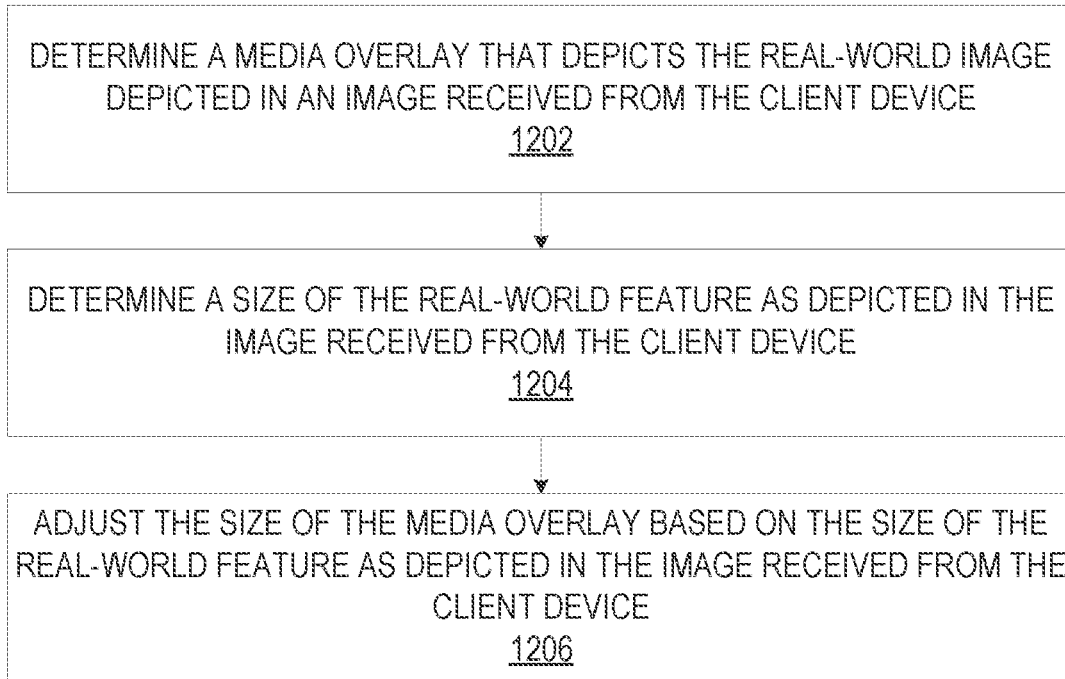 DETERMINE A MEDIA OVERLAY THAT DEPICTS THE REAL-WORLD IMAGE
DEPICTED IN AN IMAGE RECEIVED FROM THE CLIENT DEVICE
1202
DETERMINE A SIZE OF THE REAL-WORLD FEATURE AS DEPICTED IN THE
IMAGE RECEIVED FROM THE CLIENT DEVICE
1204
ADJUST THE SIZE OF THE MEDIA OVERLAY BASED ON THE SIZE OF THE
REAL-WORLD FEATURE AS DEPICTED IN THE IMAGE RECEIVED FROM THE
CLIENT DEVICE
1206